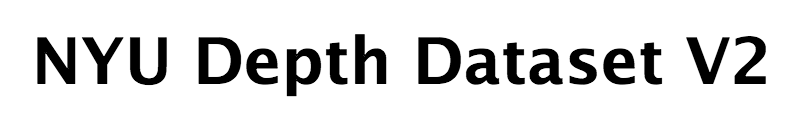 NYU Depth Dataset V2